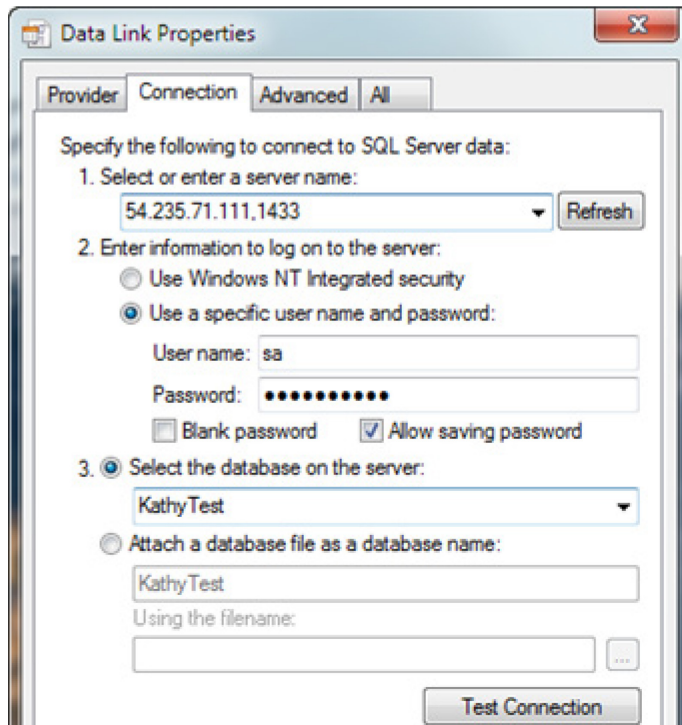 Data Link Properties
Provider Connection Advanced All
Specify the following to connect to SQL Server data:
1. Select or enter a server name:
54.235.71.111,1433 Refresh
2. Enter information to log on to the server:
Use Windows NT Integrated security
Use a specific user name and password:
User name: sa
Password: ••••••••••
Blank password Allow saving password
3. Select the database on the server:
KathyTest
Attach a database file as a database name:
KathyTest
Using the filename:
...
Test Connection